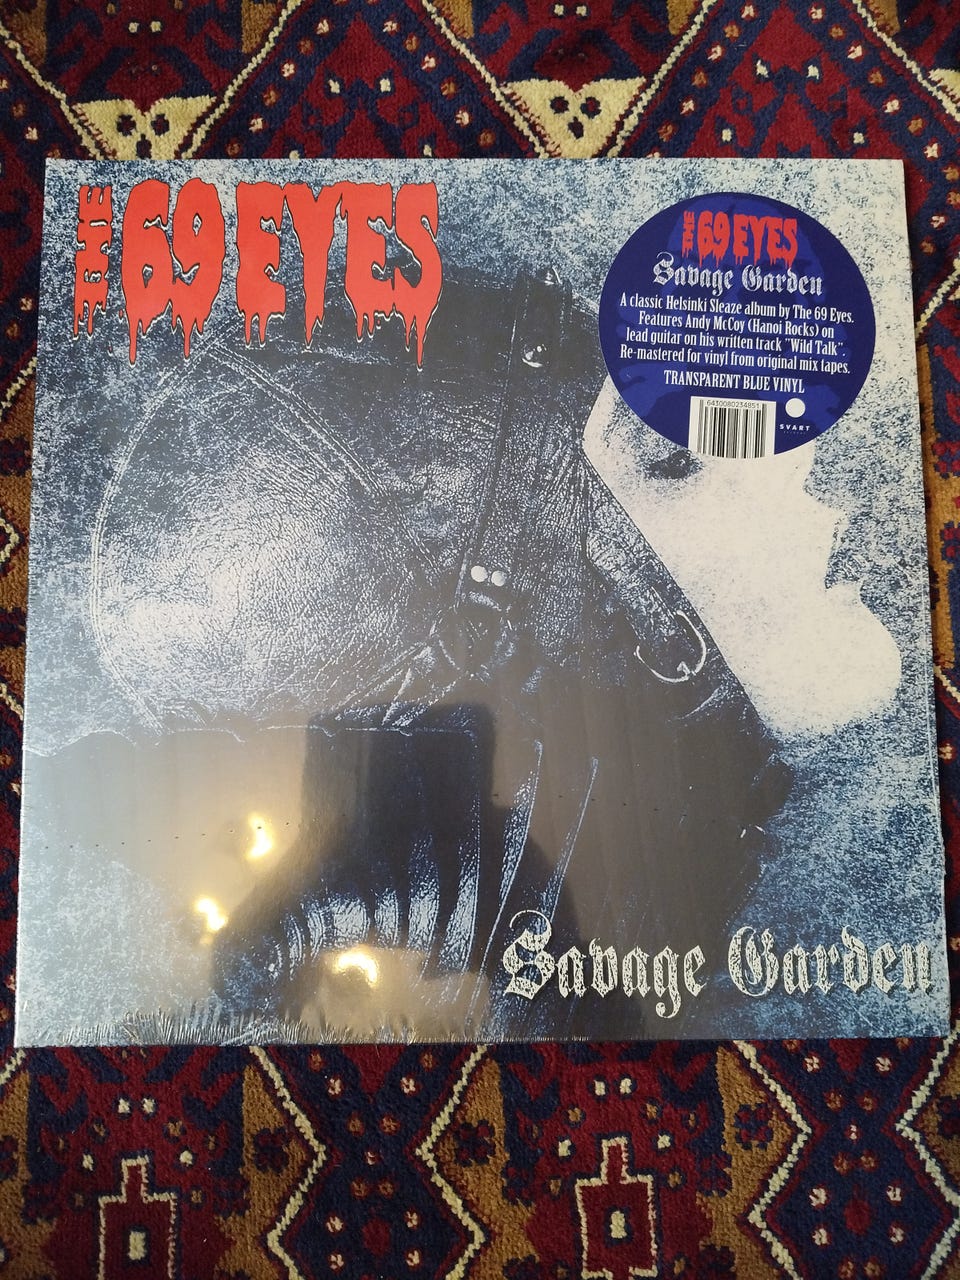 THE 69 EYES
THE 69 EYES
Savage Garden
A classic Helsinki Sleaze album by The 69 Eyes.
Features Andy McCoy (Hanoi Rocks) on
lead guitar on his written track "Wild Talk".
Re-mastered for vinyl from original mix tapes.
TRANSPARENT BLUE VINYL
6430080234851
SVART
Savage Garden